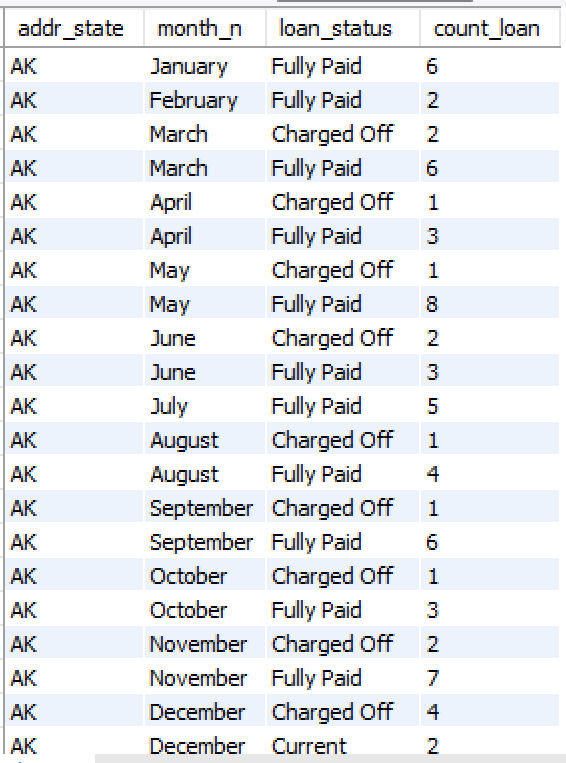 addr_state month_n loan_status count_loan
AK January Fully Paid 6
AK February Fully Paid 2
AK March Charged Off 2
AK March Fully Paid 6
AK April Charged Off 1
AK April Fully Paid 3
AK May Charged Off 1
AK May Fully Paid 8
AK June Charged Off 2
AK June Fully Paid 3
AK July Fully Paid 5
AK August Charged Off 1
AK August Fully Paid 4
AK September Charged Off 1
AK September Fully Paid 6
AK October Charged Off 1
AK October Fully Paid 3
AK November Charged Off 2
AK November Fully Paid 7
AK December Charged Off 4
AK December Current 2